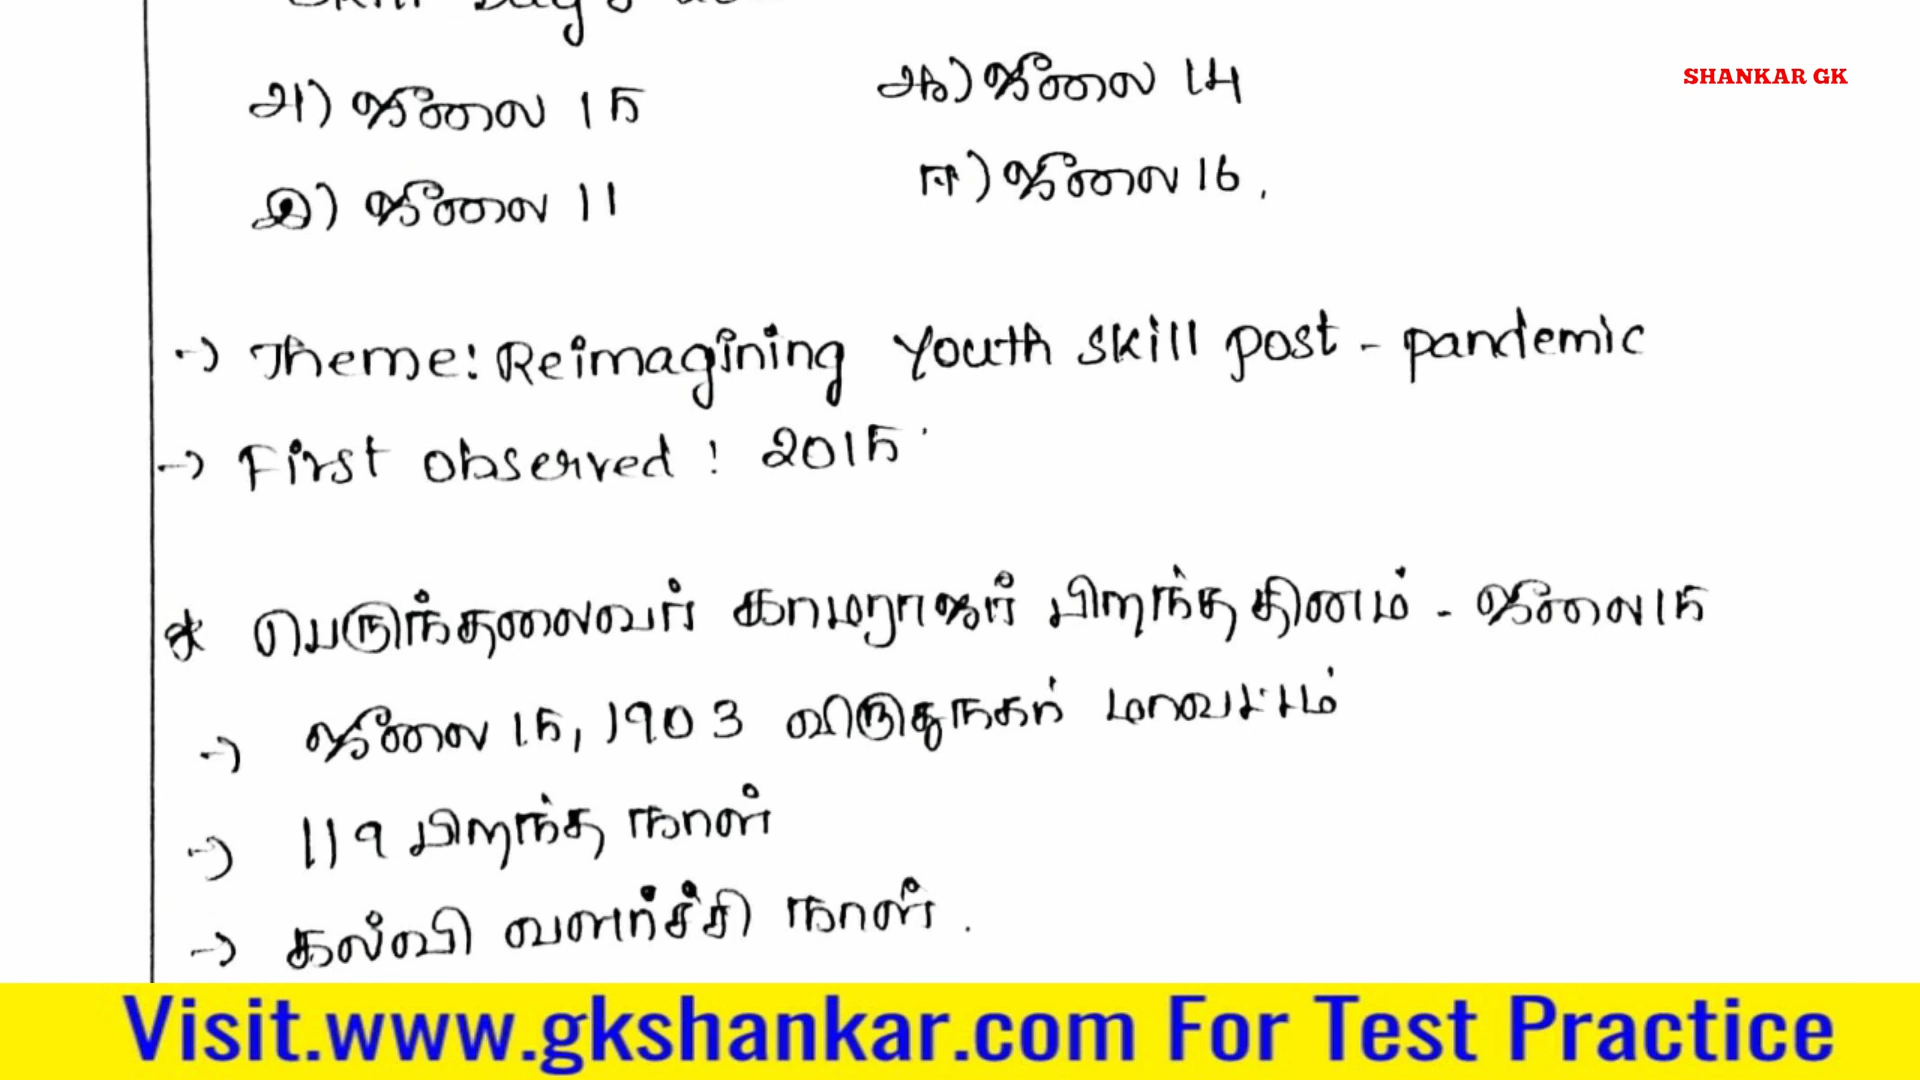 Skill Day's
அ) ஜீலை 15
ஆ) ஜீலை 14
SHANKAR GK
இ) ஜீலை 11
ஈ) ஜீலை 16.
-> Theme: Reimagining Youth skill post - pandemic
-> First observed : 2015
* பெருந்தலைவர் காமராஜர் பிறந்த தினம் - ஜீலை 15
-> ஜீலை 15, 1903 விருதுநகர் மாவட்டம்
-> 119 பிறந்த நாள்
-> கல்வி வளர்ச்சி நாள்.
Visit.www.gkshankar.com For Test Practice